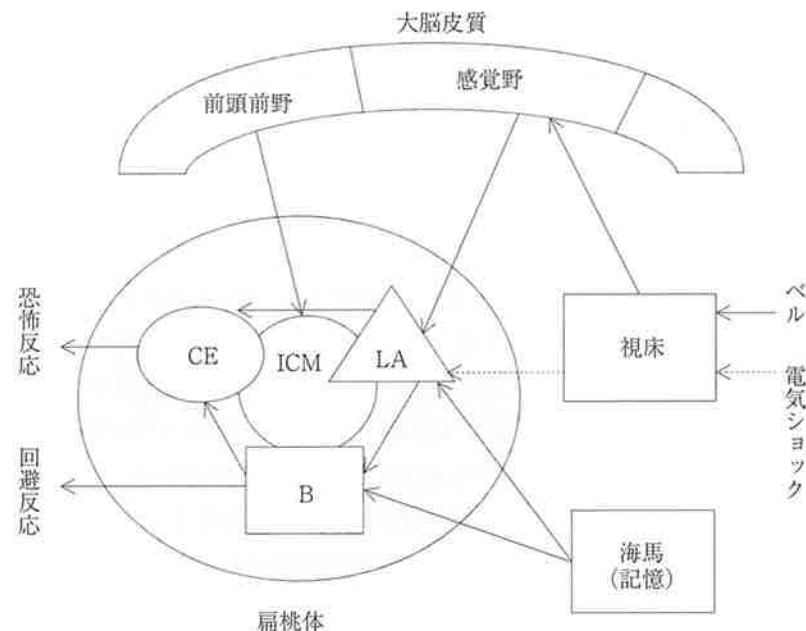 大脳皮質
前頭前野
感覚野
恐怖反応
CE
ICM
LA
視床
ベル
電気ショック
回避反応
B
海馬
(記憶)
扁桃体